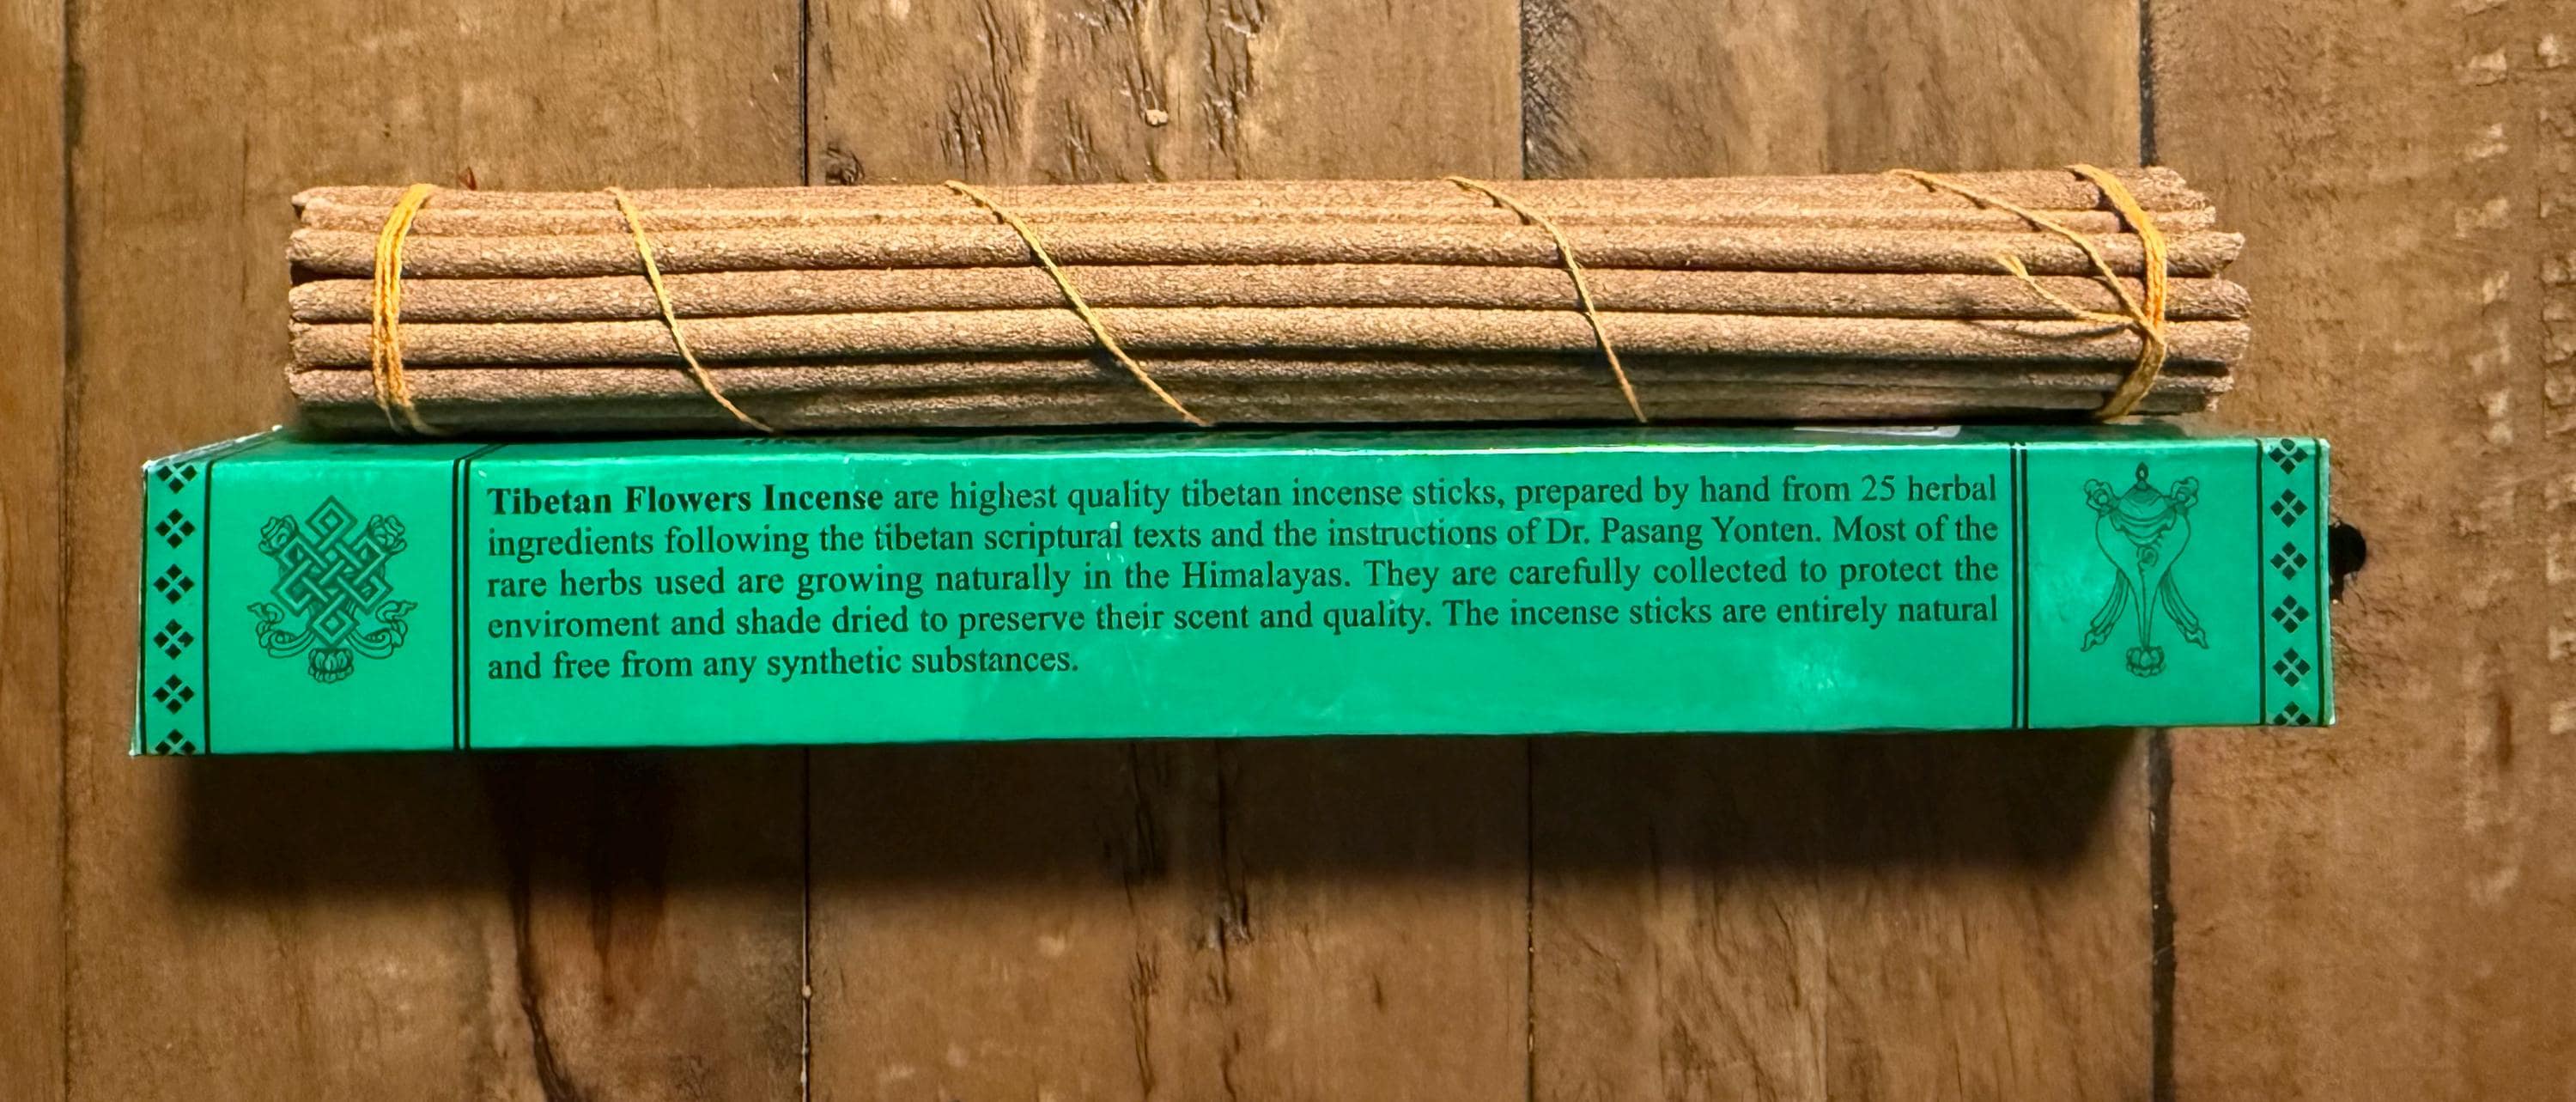 Tibetan Flowers Incense are highest quality tibetan incense sticks, prepared by hand from 25 herbal
ingredients following the tibetan scriptural texts and the instructions of Dr. Pasang Yonten. Most of the
rare herbs used are growing naturally in the Himalayas. They are carefully collected to protect the
enviroment and shade dried to preserve their scent and quality. The incense sticks are entirely natural
and free from any synthetic substances.